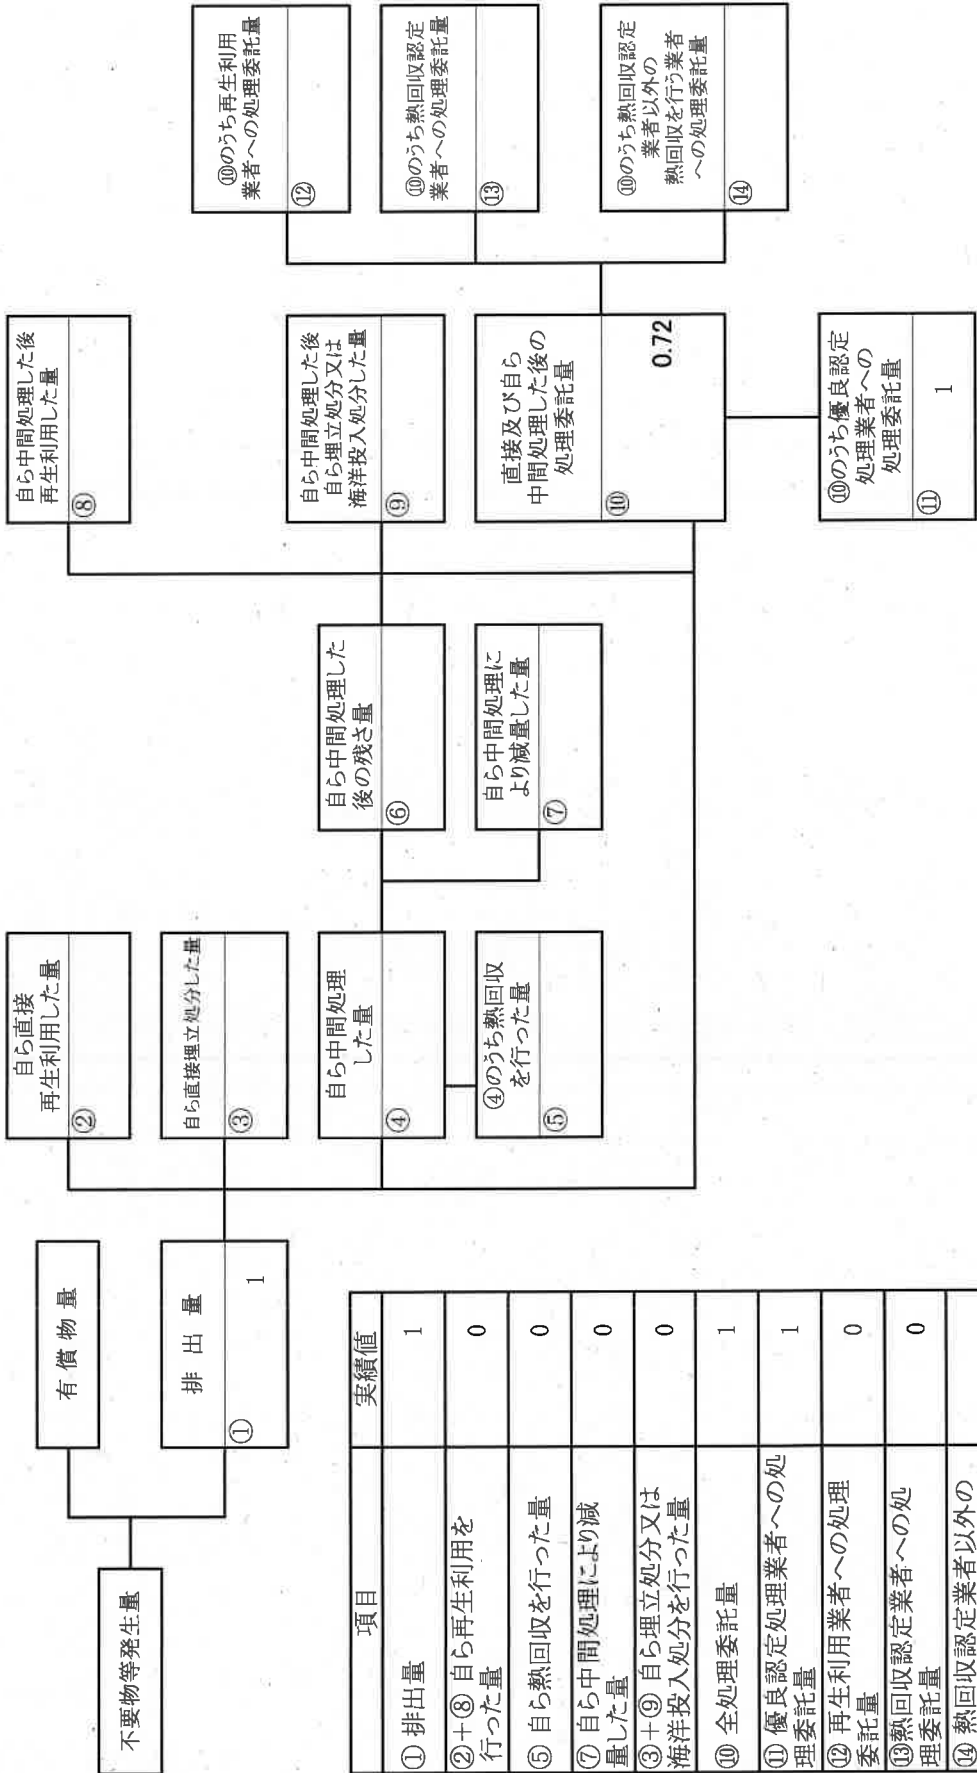 不要物等発生量
有 償 物 量
排 出 量
①
1
自ら直接
再生利用した量
②
自ら直接埋立処分した量
③
自ら中間処理
した量
④
④のうち熱回収
を行った量
⑤
自ら中間処理した
後の残さ量
⑥
自ら中間処理に
より減量した量
⑦
自ら中間処理した後
再生利用した量
⑧
自ら中間処理した後
自ら埋立処分又は
海洋投入処分した量
⑨
直接及び自ら
中間処理した後の
処理委託量
⑩
0.72
⑩のうち優良認定
処理業者への
処理委託量
⑪
1
⑩のうち再生利用
業者への処理委託量
⑫
⑩のうち熱回収認定
業者への処理委託量
⑬
⑩のうち熱回収認定
業者以外の
熱回収を行う業者
への処理委託量
⑭
項目 実績値
① 排出量 1
②+⑧ 自ら再生利用を
行った量 0
⑤ 自ら熱回収を行った量 0
⑦ 自ら中間処理により減
量した量 0
③+⑨ 自ら埋立処分又は
海洋投入処分を行った量 0
⑩ 全処理委託量 1
⑪ 優良認定処理業者への処
理委託量 1
⑫ 再生利用業者への処理
委託量 0
⑬熱回収認定業者への処
理委託量 0
⑭ 熱回収認定業者以外の